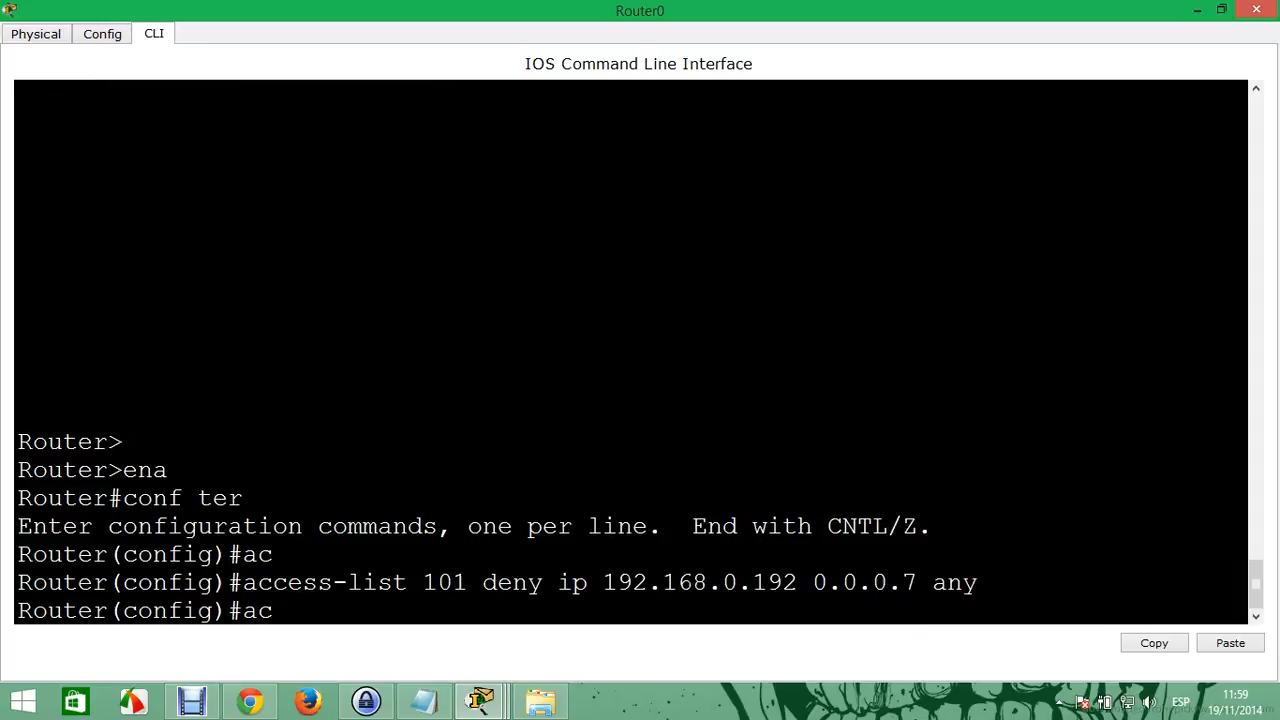 Router0
Physical Config CLI
IOS Command Line Interface
Router>
Router>ena
Router#conf ter
Enter configuration commands, one per line.  End with CNTL/Z.
Router(config)#ac
Router(config)#access-list 101 deny ip 192.168.0.192 0.0.0.7 any
Router(config)#ac
Copy Paste
ESP
11:59
19/11/2014